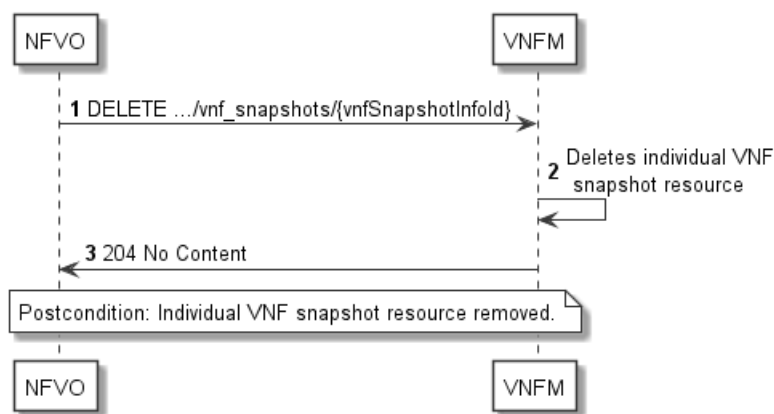 NFVO VNFM
1 DELETE .../vnf_snapshots/{vnfSnapshotInfoId}
2 Deletes individual VNF
snapshot resource
3 204 No Content
Postcondition: Individual VNF snapshot resource removed.
NFVO VNFM